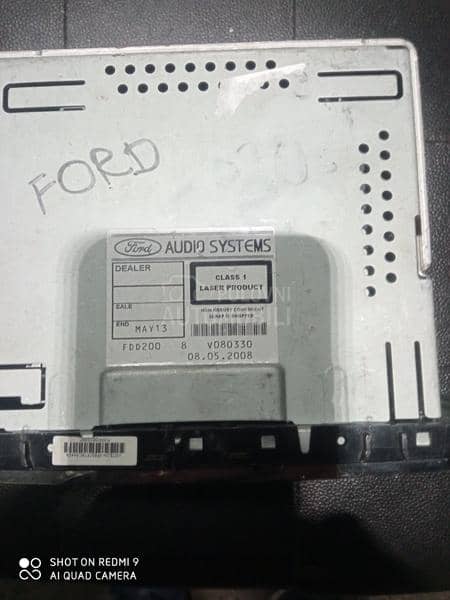 FORD
Ford AUDIO SYSTEMS
DEALER
CLASS 1
LASER PRODUCT
SALE
END MAY13
FDD200 8 V080330
08.05.2008
SHOT ON REDMI 9
AI QUAD CAMERA